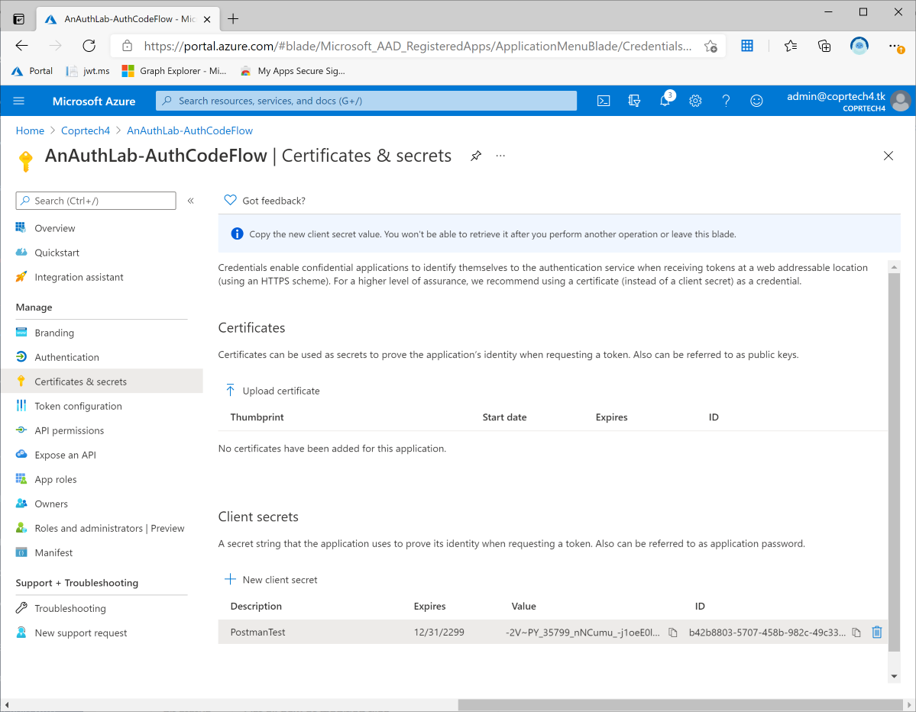 AnAuthLab-AuthCodeFlow - Mic
https://portal.azure.com/#blade/Microsoft_AAD_RegisteredApps/ApplicationMenuBlade/Credentials...
Portal
jwt.ms
Graph Explorer - Mi...
My Apps Secure Sig...
Microsoft Azure
Search resources, services, and docs (G+/)
3
admin@coprtech4.tk
COPRTECH4
Home > Coprtech4 > AnAuthLab-AuthCodeFlow
AnAuthLab-AuthCodeFlow | Certificates & secrets
Search (Ctrl+/)
Overview
Quickstart
Integration assistant
Manage
Branding
Authentication
Certificates & secrets
Token configuration
API permissions
Expose an API
App roles
Owners
Roles and administrators | Preview
Manifest
Support + Troubleshooting
Troubleshooting
New support request
Got feedback?
Copy the new client secret value. You won't be able to retrieve it after you perform another operation or leave this blade.
Credentials enable confidential applications to identify themselves to the authentication service when receiving tokens at a web addressable location
(using an HTTPS scheme). For a higher level of assurance, we recommend using a certificate (instead of a client secret) as a credential.
Certificates
Certificates can be used as secrets to prove the application's identity when requesting a token. Also can be referred to as public keys.
Upload certificate
Thumbprint Start date Expires ID
No certificates have been added for this application.
Client secrets
A secret string that the application uses to prove its identity when requesting a token. Also can be referred to as application password.
New client secret
Description Expires Value ID
PostmanTest 12/31/2299 -2V~PY_35799_nNCumu_-j1oeE0l... b42b8803-5707-458b-982c-49c33...